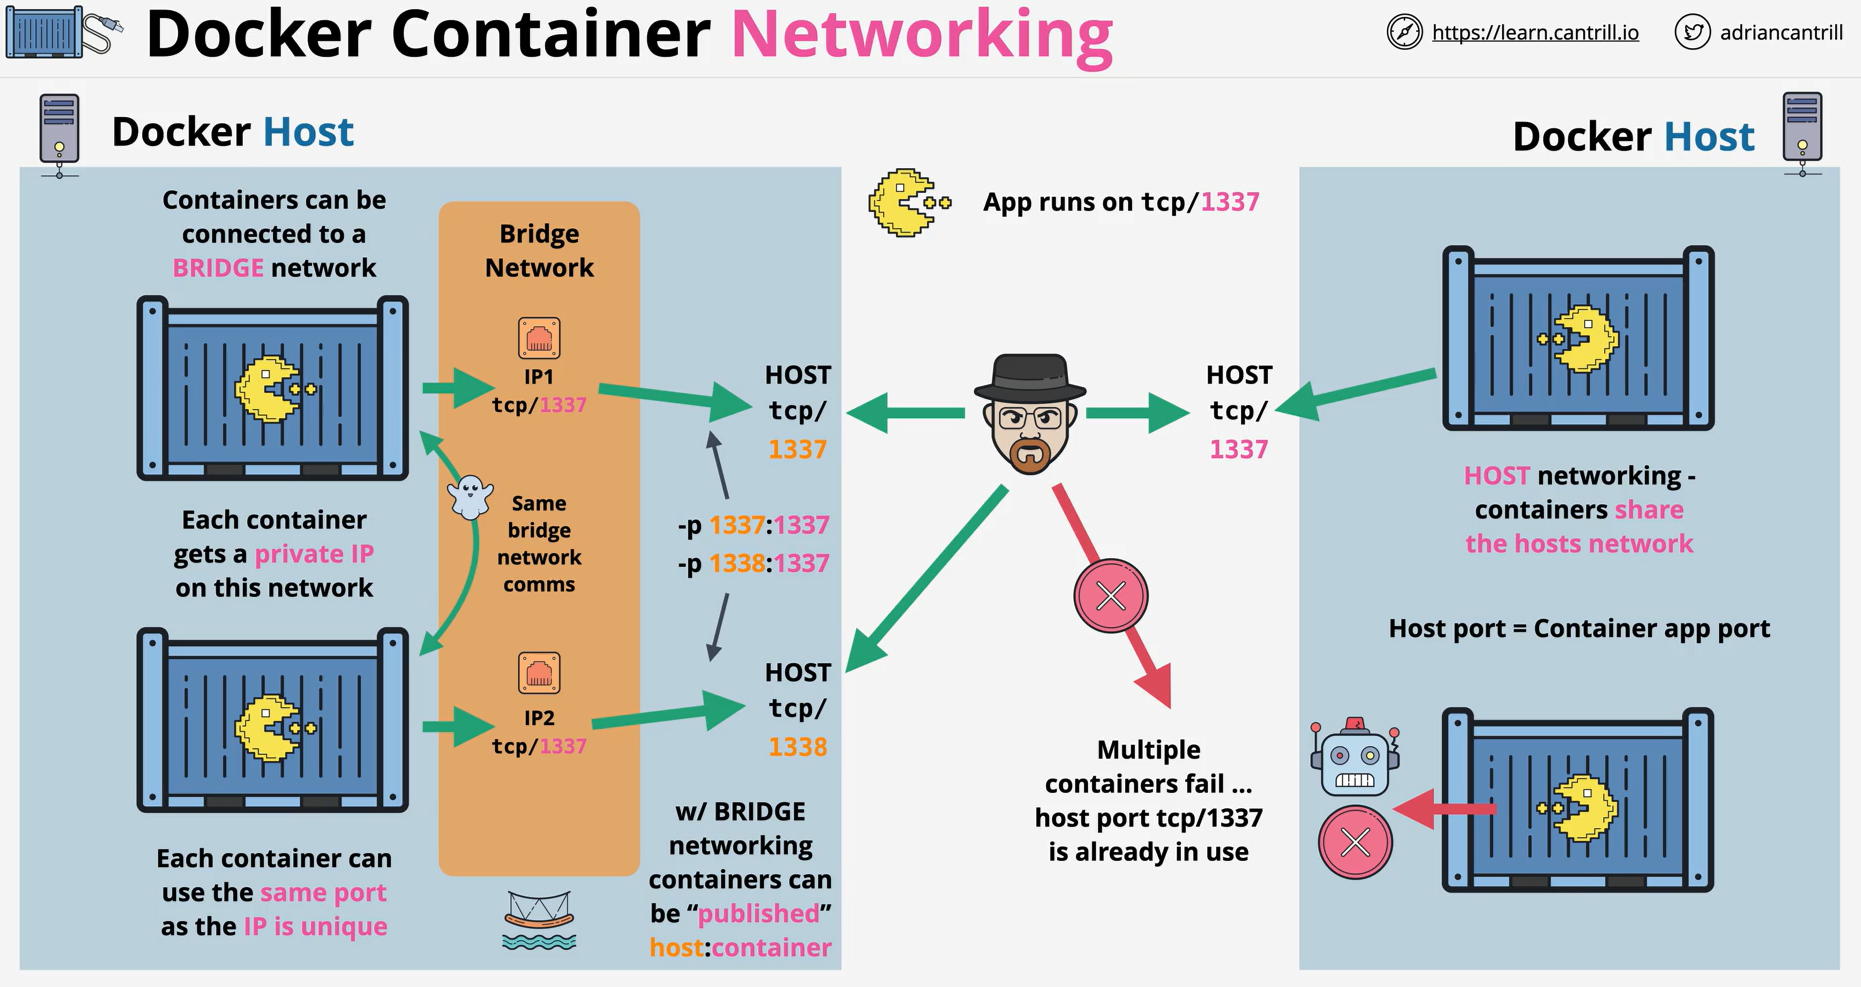 Docker Container Networking
https://learn.cantrill.io
adriancantrill
Docker Host
Containers can be
connected to a
BRIDGE network
Each container
gets a private IP
on this network
Each container can
use the same port
as the IP is unique
Bridge
Network
IP1
tcp/1337
Same
bridge
network
comms
IP2
tcp/1337
HOST
tcp/
1337
-p 1337:1337
-p 1338:1337
HOST
tcp/
1338
w/ BRIDGE
networking
containers can
be “published”
host:container
App runs on tcp/1337
Multiple
containers fail ...
host port tcp/1337
is already in use
HOST
tcp/
1337
Docker Host
HOST networking -
containers share
the hosts network
Host port = Container app port